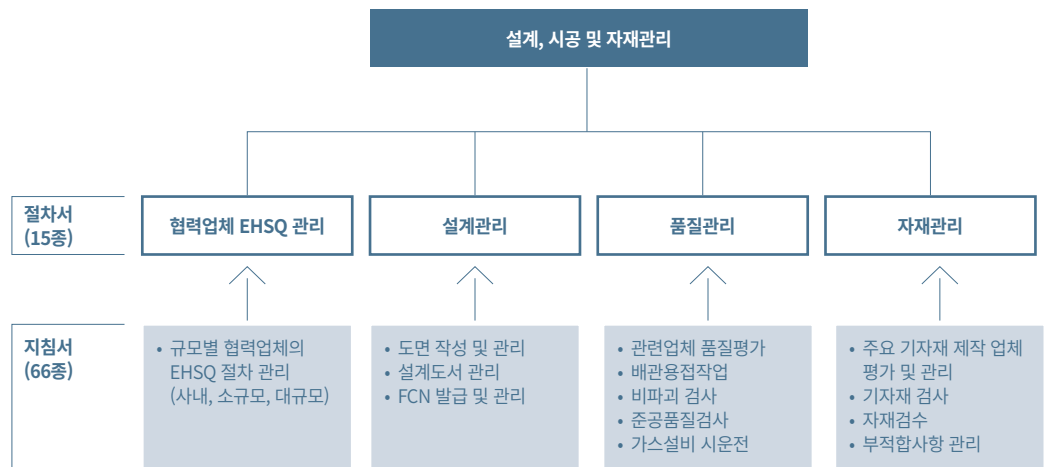 설계, 시공 및 자재관리
절차서
(15종)
협력업체 EHSQ 관리
설계관리
품질관리
자재관리
지침서
(66종)
• 규모별 협력업체의
EHSQ 절차 관리
(사내, 소규모, 대규모)
• 도면 작성 및 관리
• 설계도서 관리
• FCN 발급 및 관리
• 관련업체 품질평가
• 배관용접작업
• 비파괴 검사
• 준공품질검사
• 가스설비 시운전
• 주요 기자재 제작 업체
평가 및 관리
• 기자재 검사
• 자재검수
• 부적합사항 관리